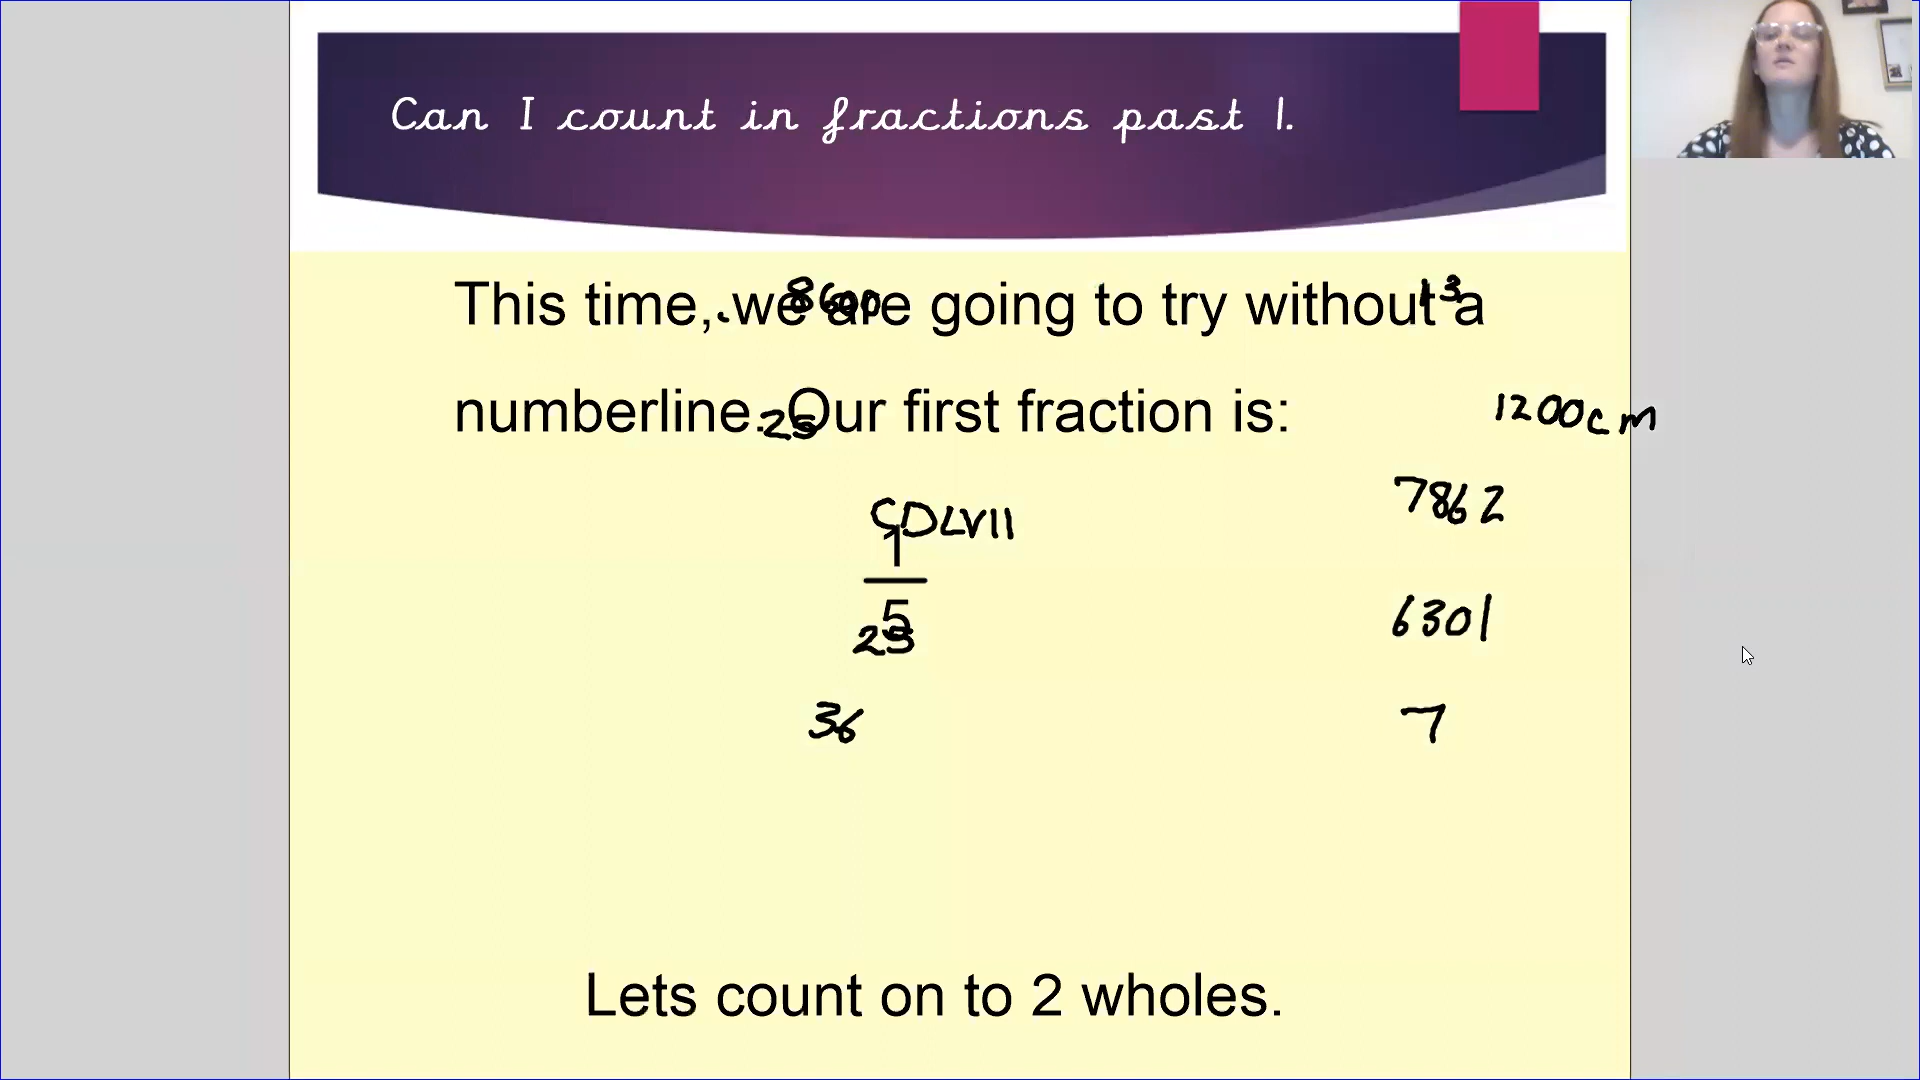 Can I count in fractions past 1.
This time, we are going to try without a
8600
13
numberline. Our first fraction is:
25
1200cm
CDLVII
7862
1
5
25
6301
36
7
Lets count on to 2 wholes.